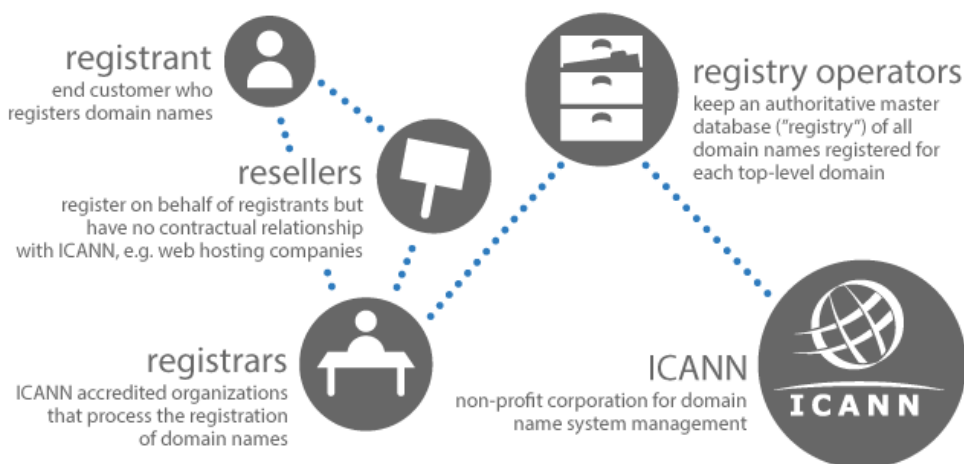 registrant
end customer who
registers domain names
resellers
register on behalf of registrants but
have no contractual relationship
with ICANN, e.g. web hosting companies
registrars
ICANN accredited organizations
that process the registration
of domain names
registry operators
keep an authoritative master
database ("registry") of all
domain names registered for
each top-level domain
ICANN
non-profit corporation for domain
name system management
ICANN